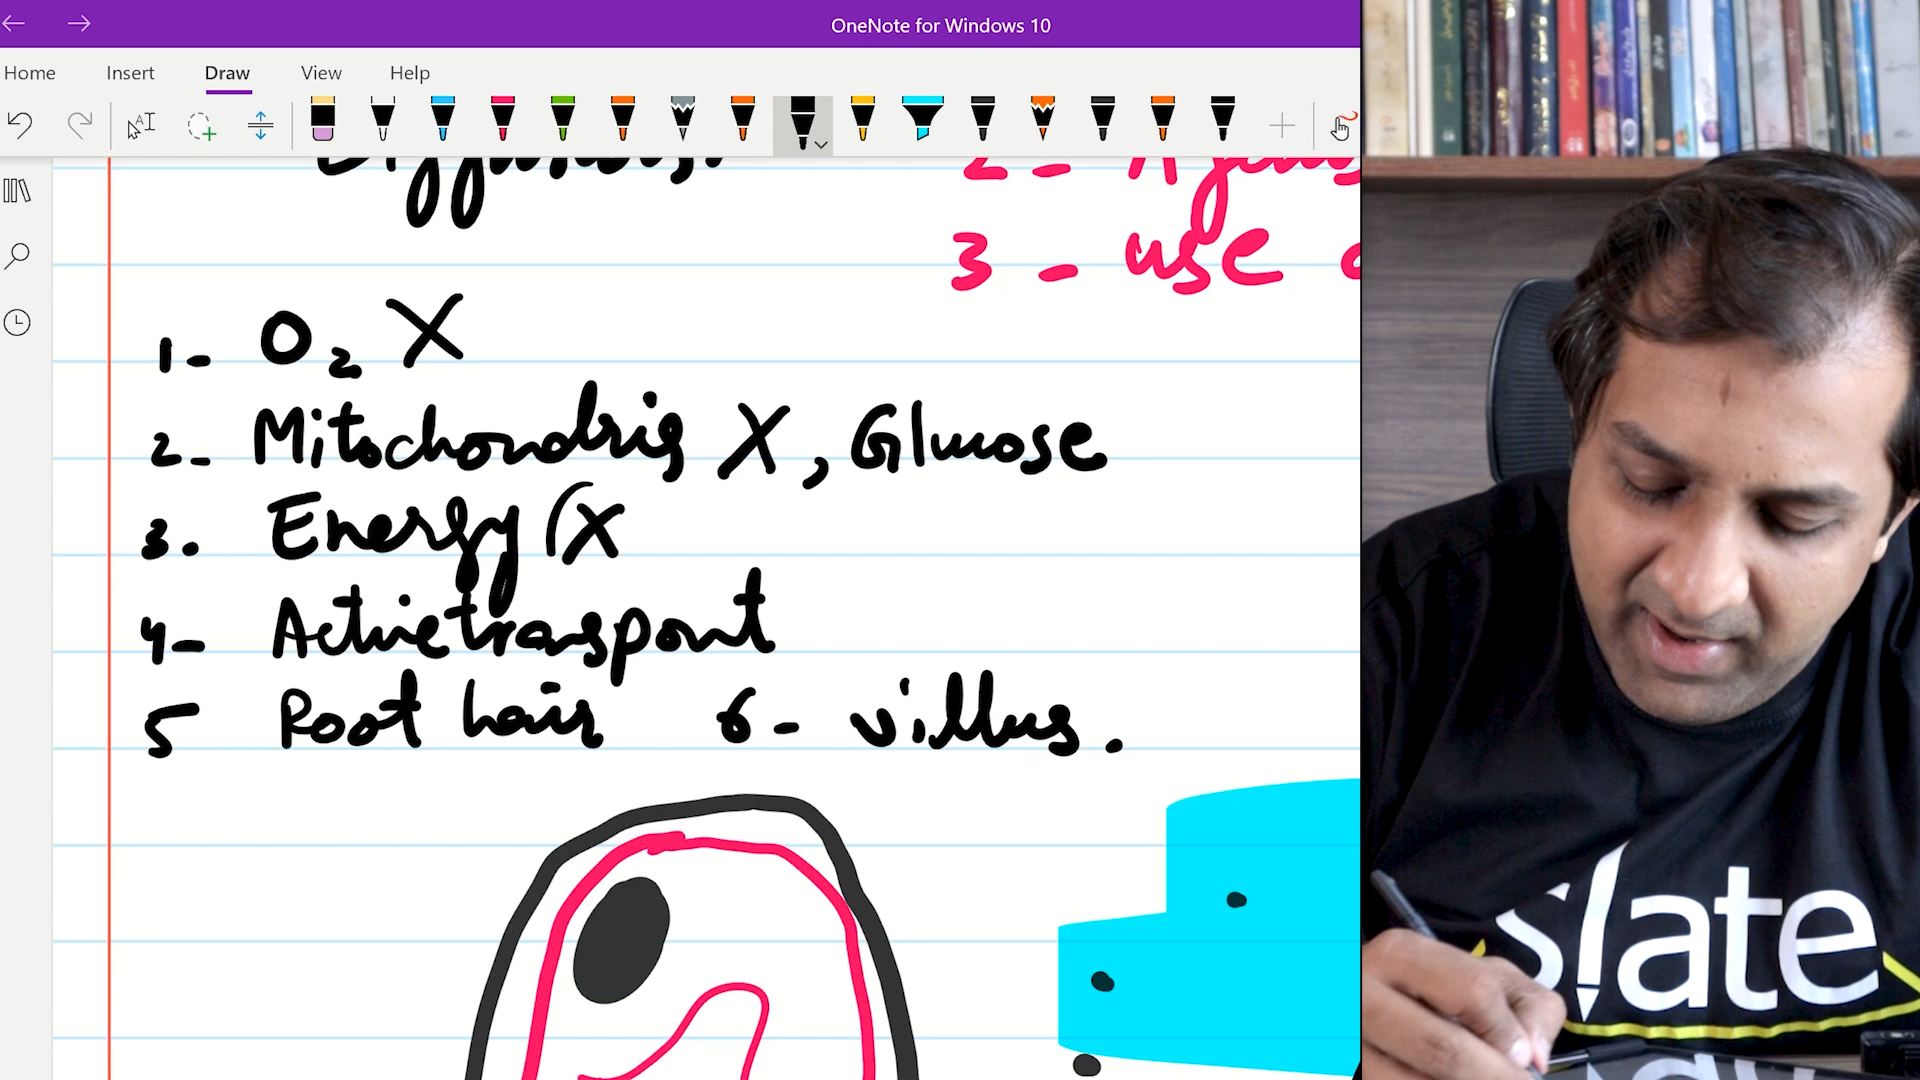 OneNote for Windows 10
Home Insert Draw View Help
3 - use
1- O2 X
2- Mitochondria X, Glucose
3. Energy (X
4- Active transport
5 Root hair 6- villus.
slate